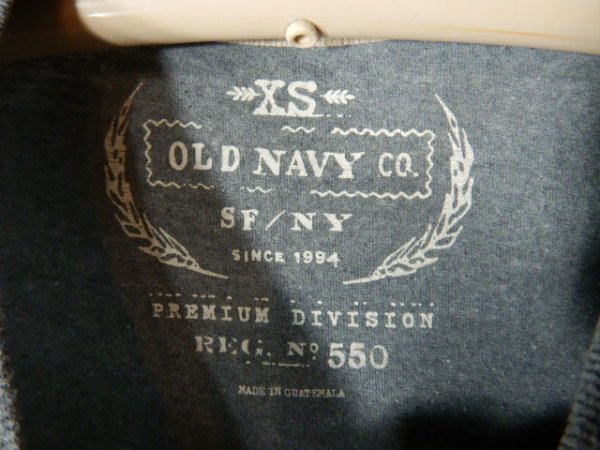 XS
OLD NAVY CO.
SF/NY
SINCE 1994
PREMIUM DIVISION
REG. Nº 550
MADE IN GUATEMALA